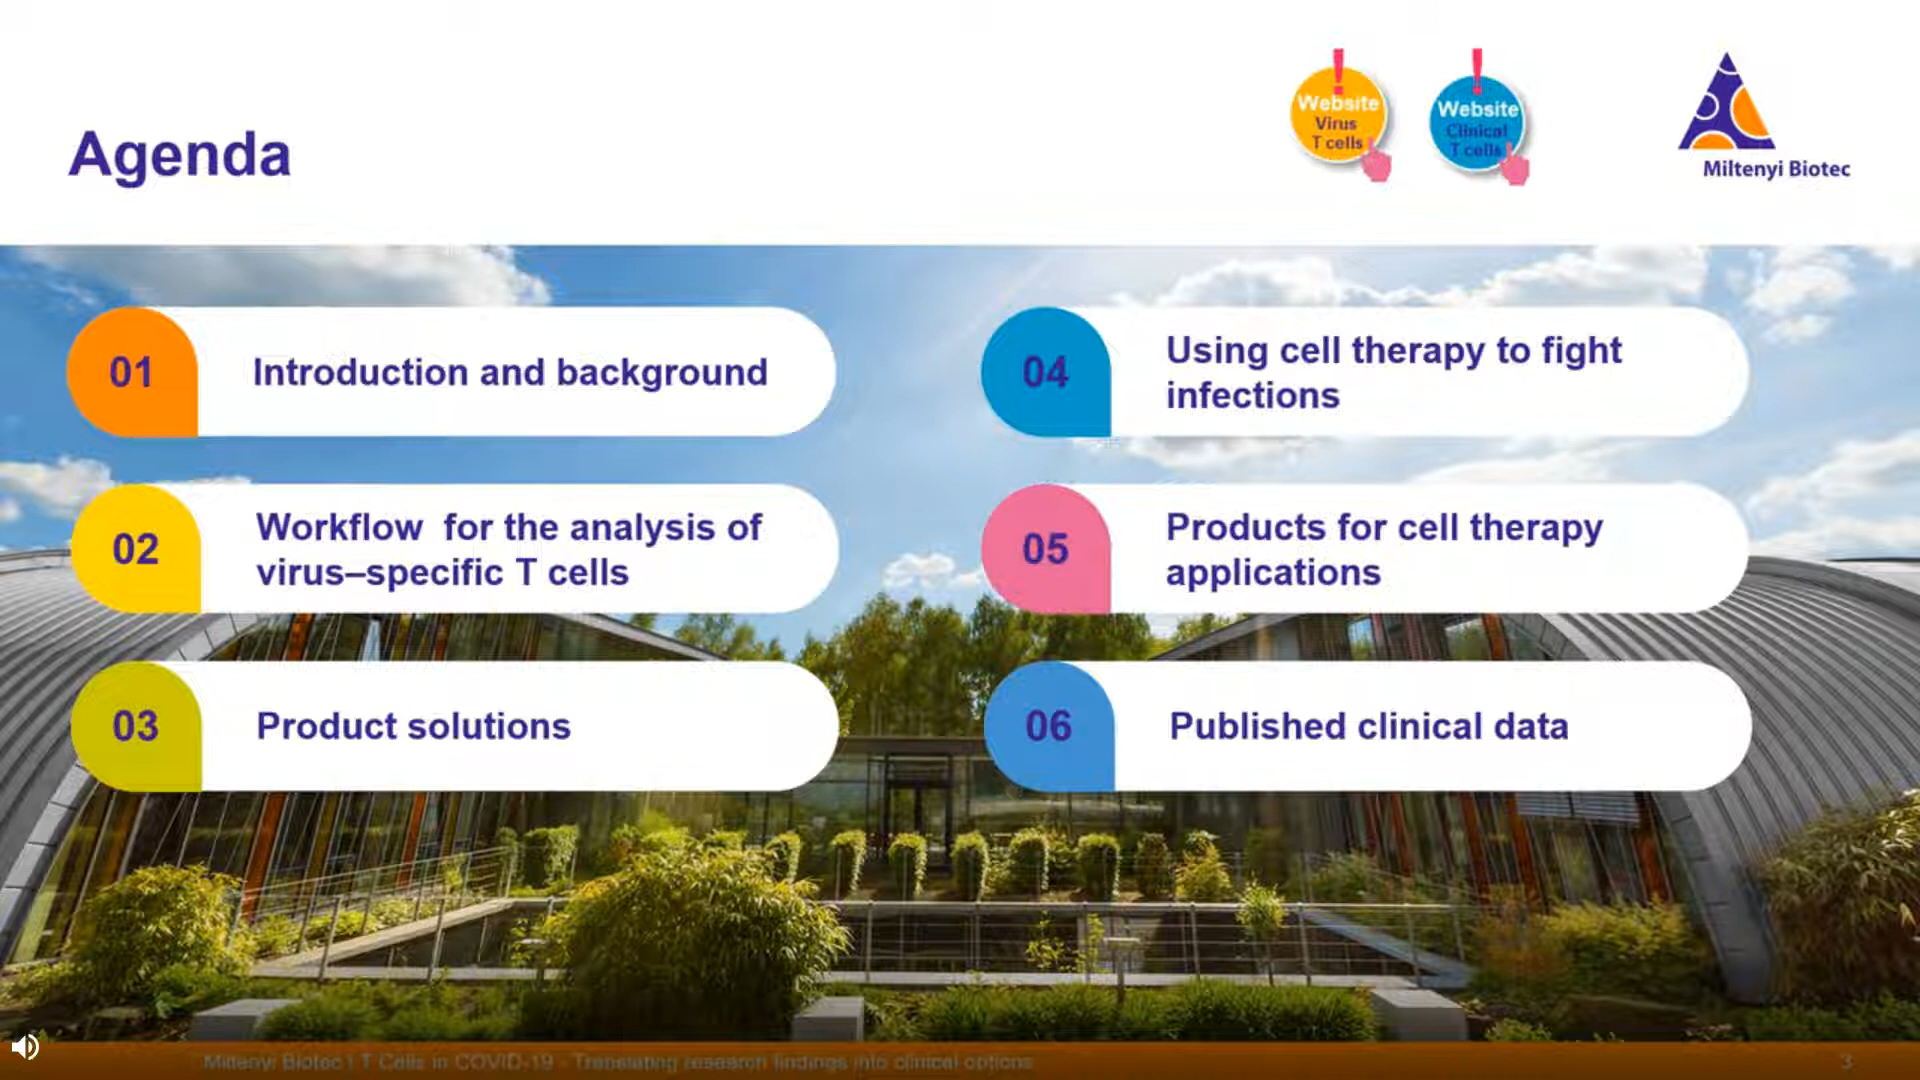 Agenda
Website
Virus
T cells
Website
Clinical
T cells
Miltenyi Biotec
01
Introduction and background
02
Workflow for the analysis of
virus–specific T cells
03
Product solutions
04
Using cell therapy to fight
infections
05
Products for cell therapy
applications
06
Published clinical data
Miltenyi Biotec | T Cells in COVID-19 - Translating research findings into clinical options
3